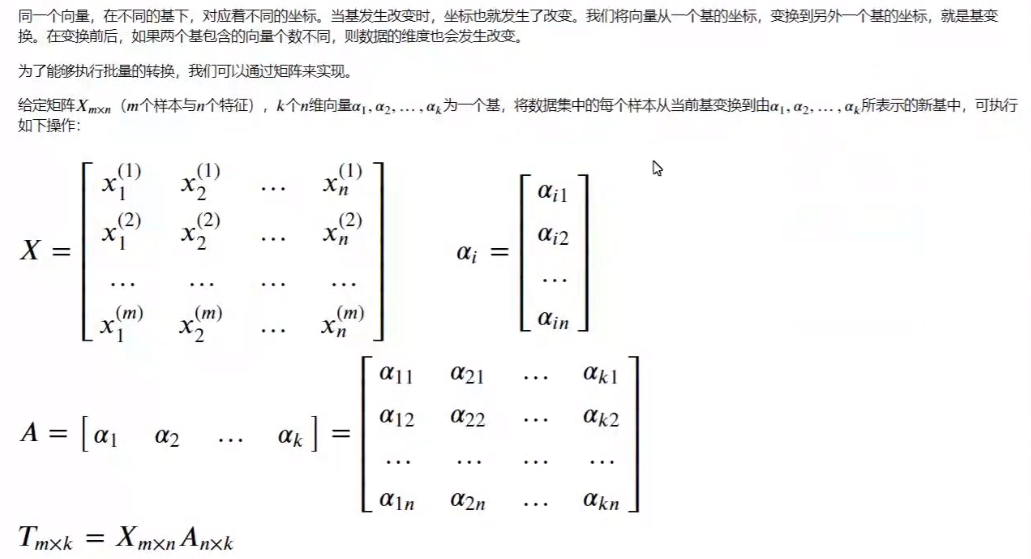 同一个向量，在不同的基下，对应着不同的坐标。当基发生改变时，坐标也就发生了改变。我们将向量从一个基的坐标，变换到另外一个基的坐标，就是基变
换。在变换前后，如果两个基包含的向量个数不同，则数据的维度也会发生改变。
为了能够执行批量的转换，我们可以通过矩阵来实现。
给定矩阵$X_{m\times n}$（$m$个样本与$n$个特征），$k$个$n$维向量$\alpha_1, \alpha_2, \ldots, \alpha_k$为一个基，将数据集中的每个样本从当前基变换到由$\alpha_1, \alpha_2, \ldots, \alpha_k$所表示的新基中，可执行
如下操作：
$X = \begin{bmatrix} x_1^{(1)} & x_2^{(1)} & \ldots & x_n^{(1)} \\ x_1^{(2)} & x_2^{(2)} & \ldots & x_n^{(2)} \\ \ldots & \ldots & \ldots & \ldots \\ x_1^{(m)} & x_2^{(m)} & \ldots & x_n^{(m)} \end{bmatrix}$ $\alpha_i = \begin{bmatrix} \alpha_{i1} \\ \alpha_{i2} \\ \ldots \\ \alpha_{in} \end{bmatrix}$
$A = \begin{bmatrix} \alpha_1 & \alpha_2 & \ldots & \alpha_k \end{bmatrix} = \begin{bmatrix} \alpha_{11} & \alpha_{21} & \ldots & \alpha_{k1} \\ \alpha_{12} & \alpha_{22} & \ldots & \alpha_{k2} \\ \ldots & \ldots & \ldots & \ldots \\ \alpha_{1n} & \alpha_{2n} & \ldots & \alpha_{kn} \end{bmatrix}$
$T_{m\times k} = X_{m\times n} A_{n\times k}$